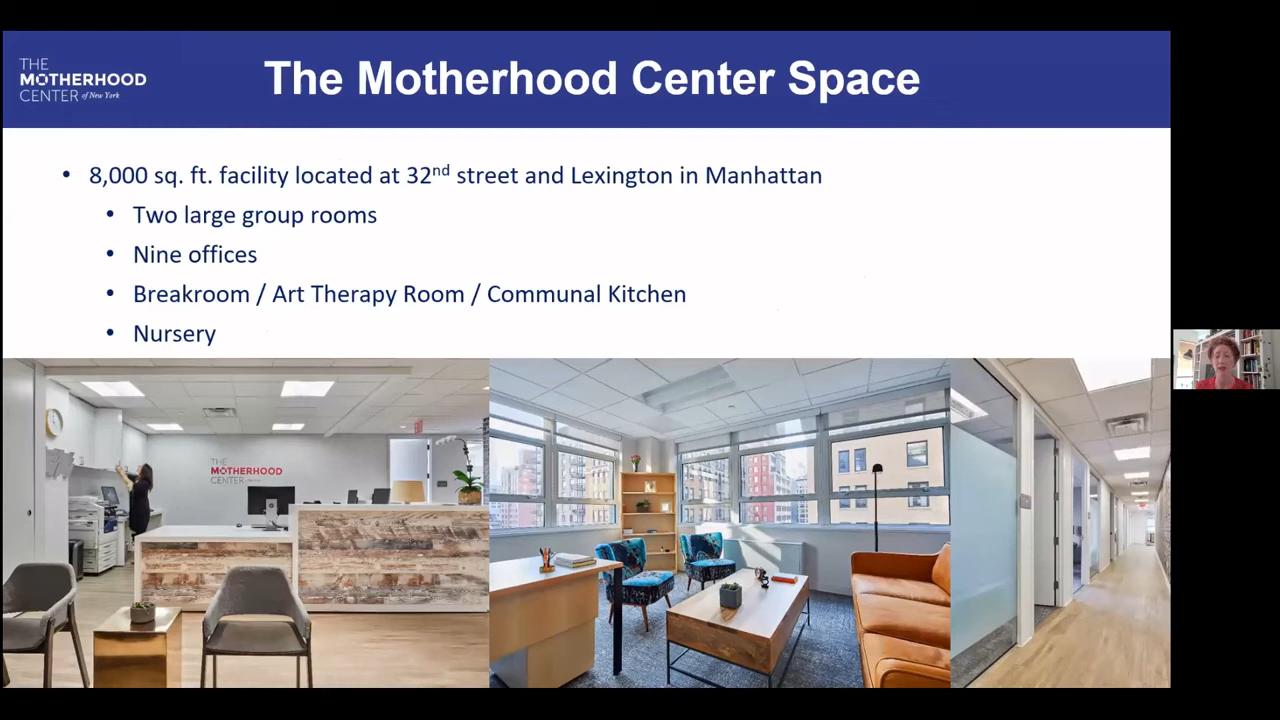 THE
MOTHERHOOD
CENTER of New York
The Motherhood Center Space
• 8,000 sq. ft. facility located at 32nd street and Lexington in Manhattan
• Two large group rooms
• Nine offices
• Breakroom / Art Therapy Room / Communal Kitchen
• Nursery
THE
MOTHERHOOD
CENTER